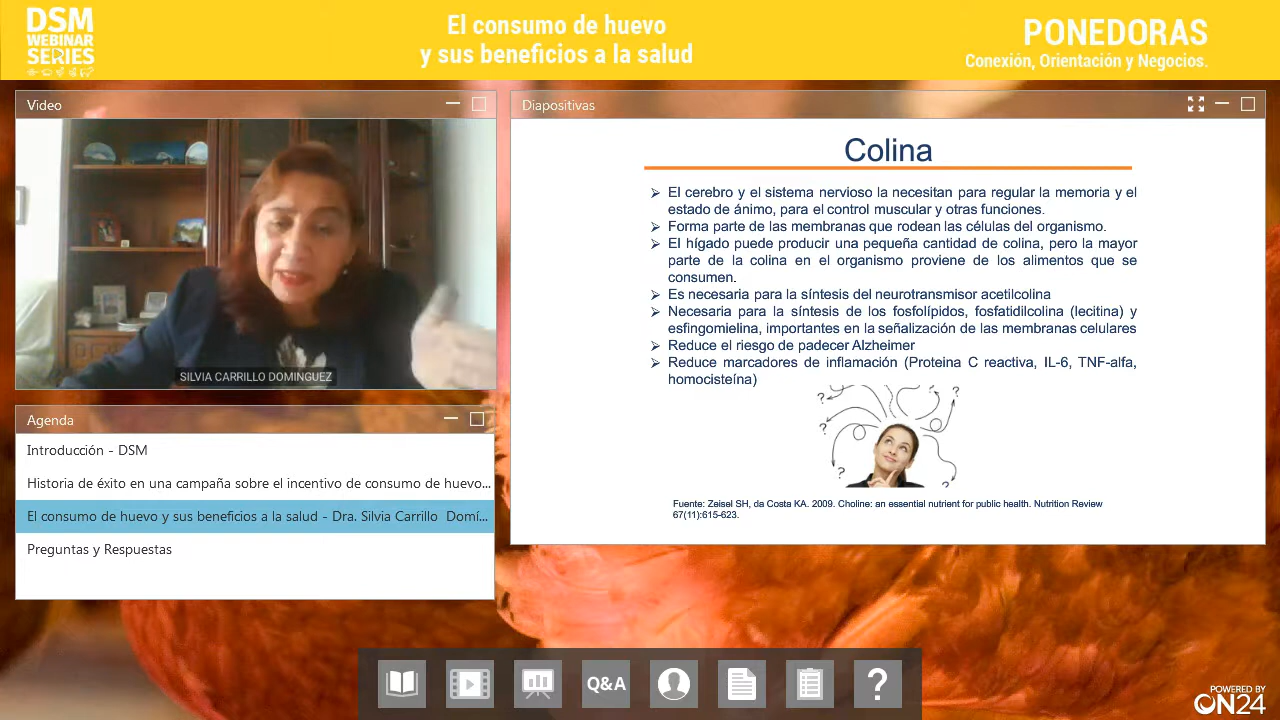 DSM
WEBINAR
SERIES
El consumo de huevo
y sus beneficios a la salud
PONEDORAS
Conexión, Orientación y Negocios.
Video
SILVIA CARRILLO DOMINGUEZ
Agenda
Introducción - DSM
Historia de éxito en una campaña sobre el incentivo de consumo de huevo...
El consumo de huevo y sus beneficios a la salud - Dra. Silvia Carrillo Domí...
Preguntas y Respuestas
Diapositivas
Colina
El cerebro y el sistema nervioso la necesitan para regular la memoria y el
estado de ánimo, para el control muscular y otras funciones.
Forma parte de las membranas que rodean las células del organismo.
El hígado puede producir una pequeña cantidad de colina, pero la mayor
parte de la colina en el organismo proviene de los alimentos que se
consumen.
Es necesaria para la síntesis del neurotransmisor acetilcolina
Necesaria para la síntesis de los fosfolípidos, fosfatidilcolina (lecitina) y
esfingomielina, importantes en la señalización de las membranas celulares
Reduce el riesgo de padecer Alzheimer
Reduce marcadores de inflamación (Proteina C reactiva, IL-6, TNF-alfa,
homocisteína)
Fuente: Zeisel SH, da Costa KA. 2009. Choline: an essential nutrient for public health. Nutrition Review
67(11):615-623.
Q&A
?
POWERED BY
ON24